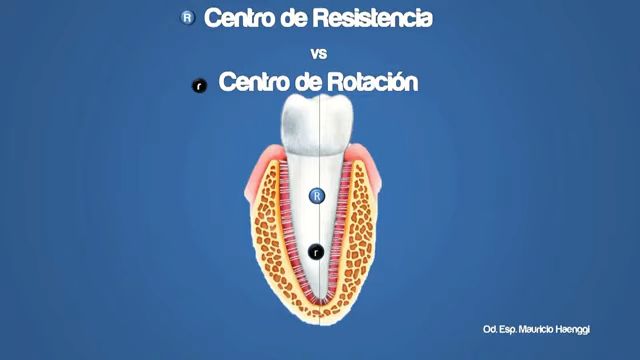 R Centro de Resistencia
vs
r Centro de Rotación
R
r
Od. Esp. Mauricio Haenggi